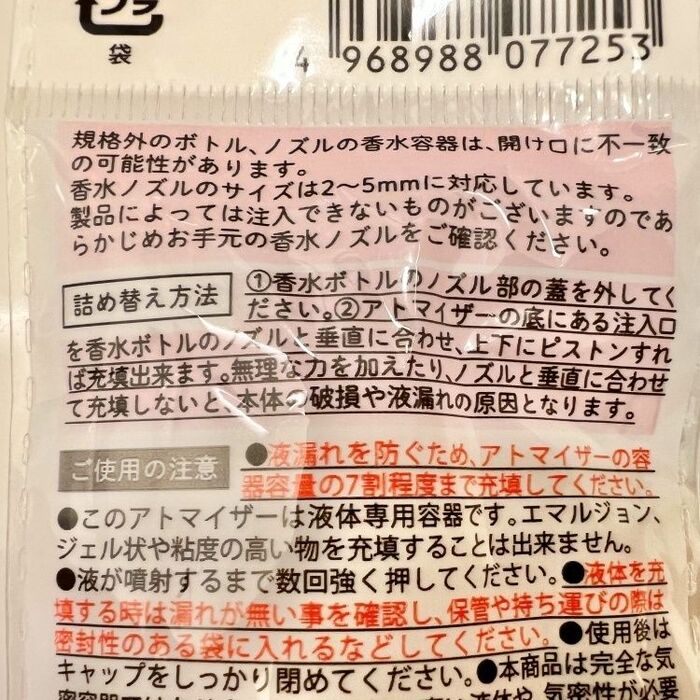 プラ
袋
4 968988 077253
規格外のボトル、ノズルの香水容器は、開け口に不一致
の可能性があります。
香水ノズルのサイズは2～5mmに対応しています。
製品によっては注入できないものがございますのであ
らかじめお手元の香水ノズルをご確認ください。
詰め替え方法 ①香水ボトルのノズル部の蓋を外してく
ださい。②アトマイザーの底にある注入口
を香水ボトルのノズルと垂直に合わせ、上下にピストンすれ
ば充填出来ます。無理な力を加えたり、ノズルと垂直に合わせ
て充填しないと、本体の破損や液漏れの原因となります。
ご使用の注意 ●液漏れを防ぐため、アトマイザーの容
器容量の7割程度まで充填してください。
●このアトマイザーは液体専用容器です。エマルジョン、
ジェル状や粘度の高い物を充填することは出来ません。
●液が噴射するまで数回強く押してください。●液体を充
填する時は漏れが無い事を確認し、保管や持ち運びの際は
密封性のある袋に入れるなどしてください。●使用後は
キャップをしっかり閉めてください。●本商品は完全な気